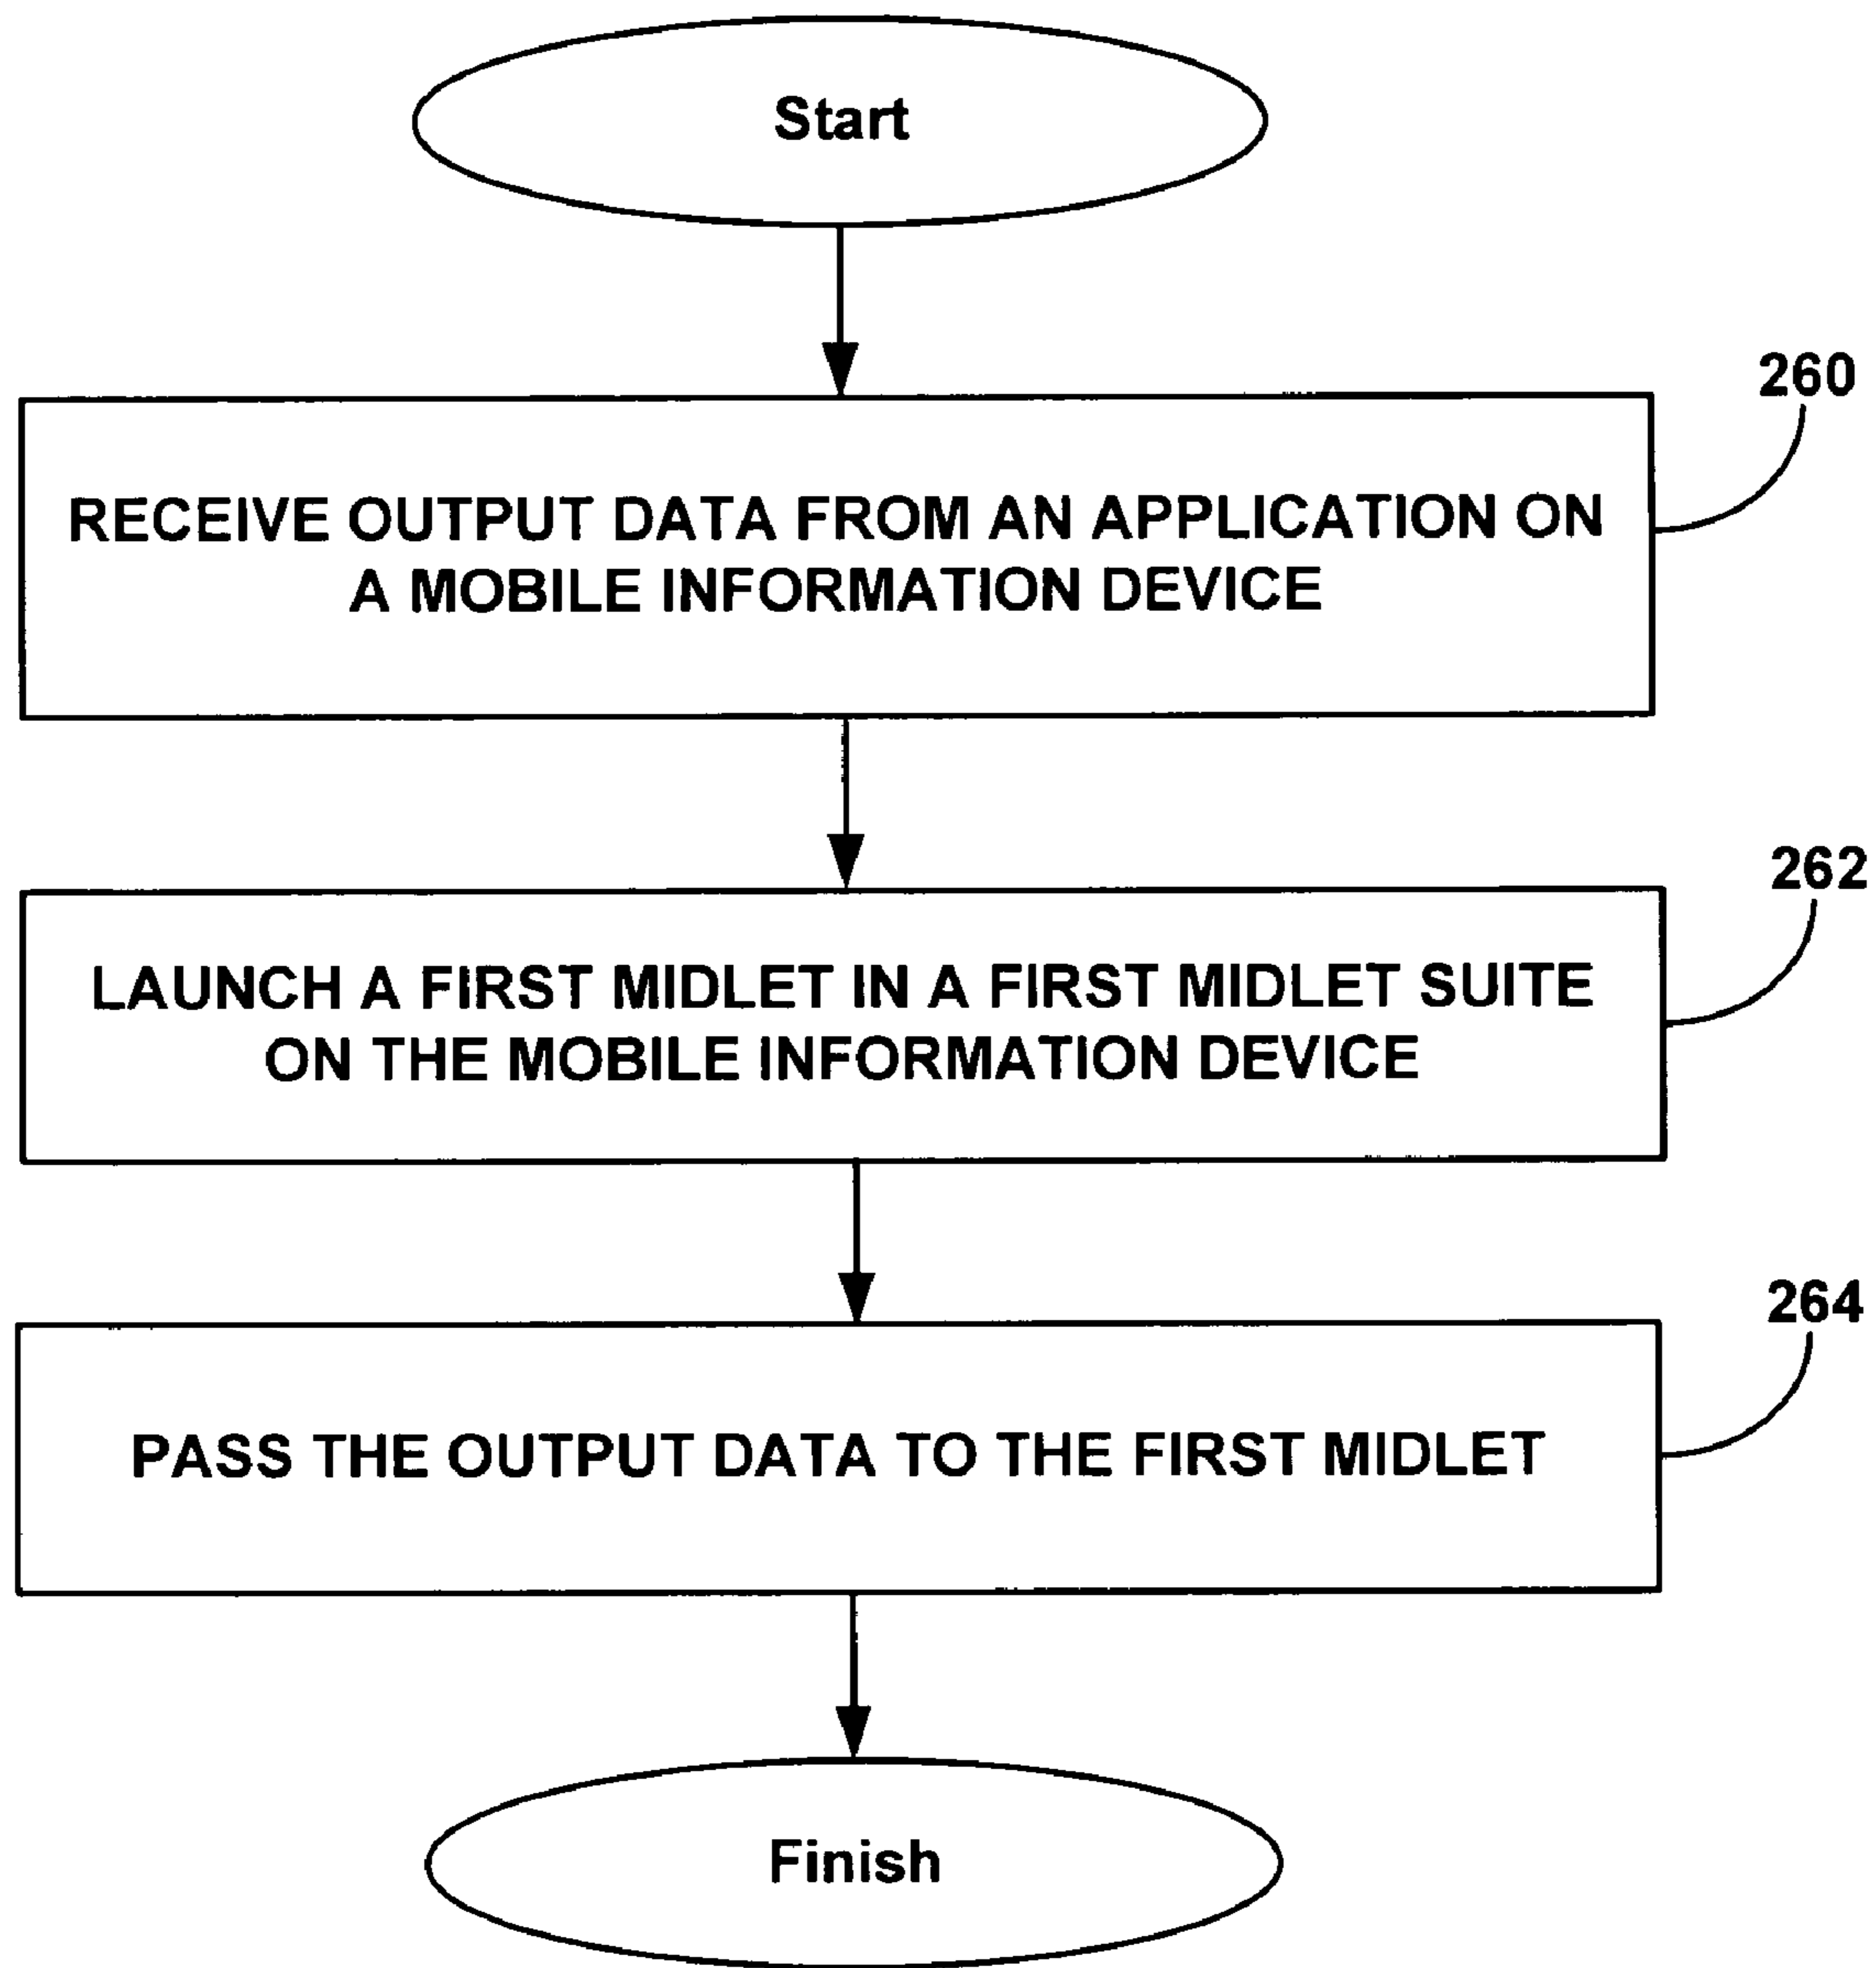 Start
260
RECEIVE OUTPUT DATA FROM AN APPLICATION ON
A MOBILE INFORMATION DEVICE
262
LAUNCH A FIRST MIDLET IN A FIRST MIDLET SUITE
ON THE MOBILE INFORMATION DEVICE
264
PASS THE OUTPUT DATA TO THE FIRST MIDLET
Finish